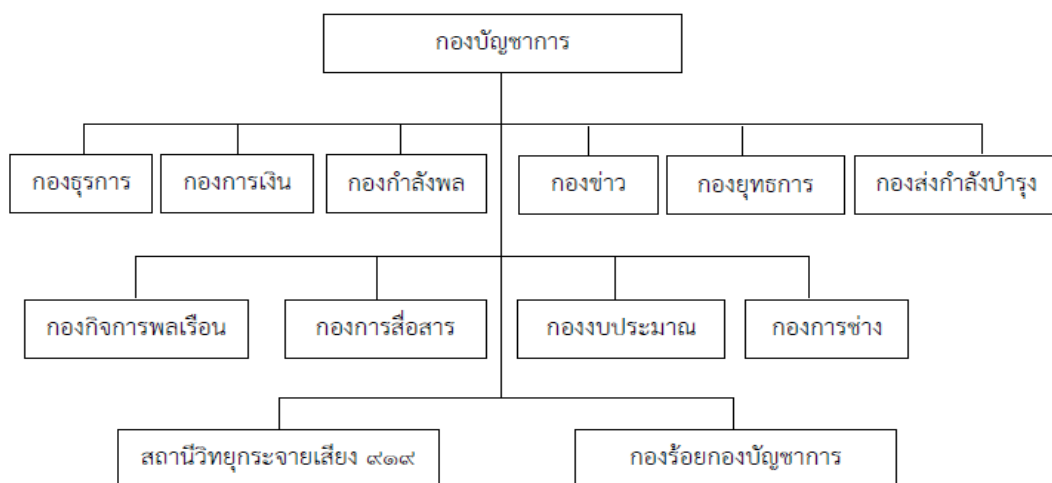 กองบัญชาการ
กองธุรการ
กองการเงิน
กองกำลังพล
กองข่าว
กองยุทธการ
กองส่งกำลังบำรุง
กองกิจการพลเรือน
กองการสื่อสาร
กองงบประมาณ
กองการช่าง
สถานีวิทยุกระจายเสียง ๙๑๙
กองร้อยกองบัญชาการ